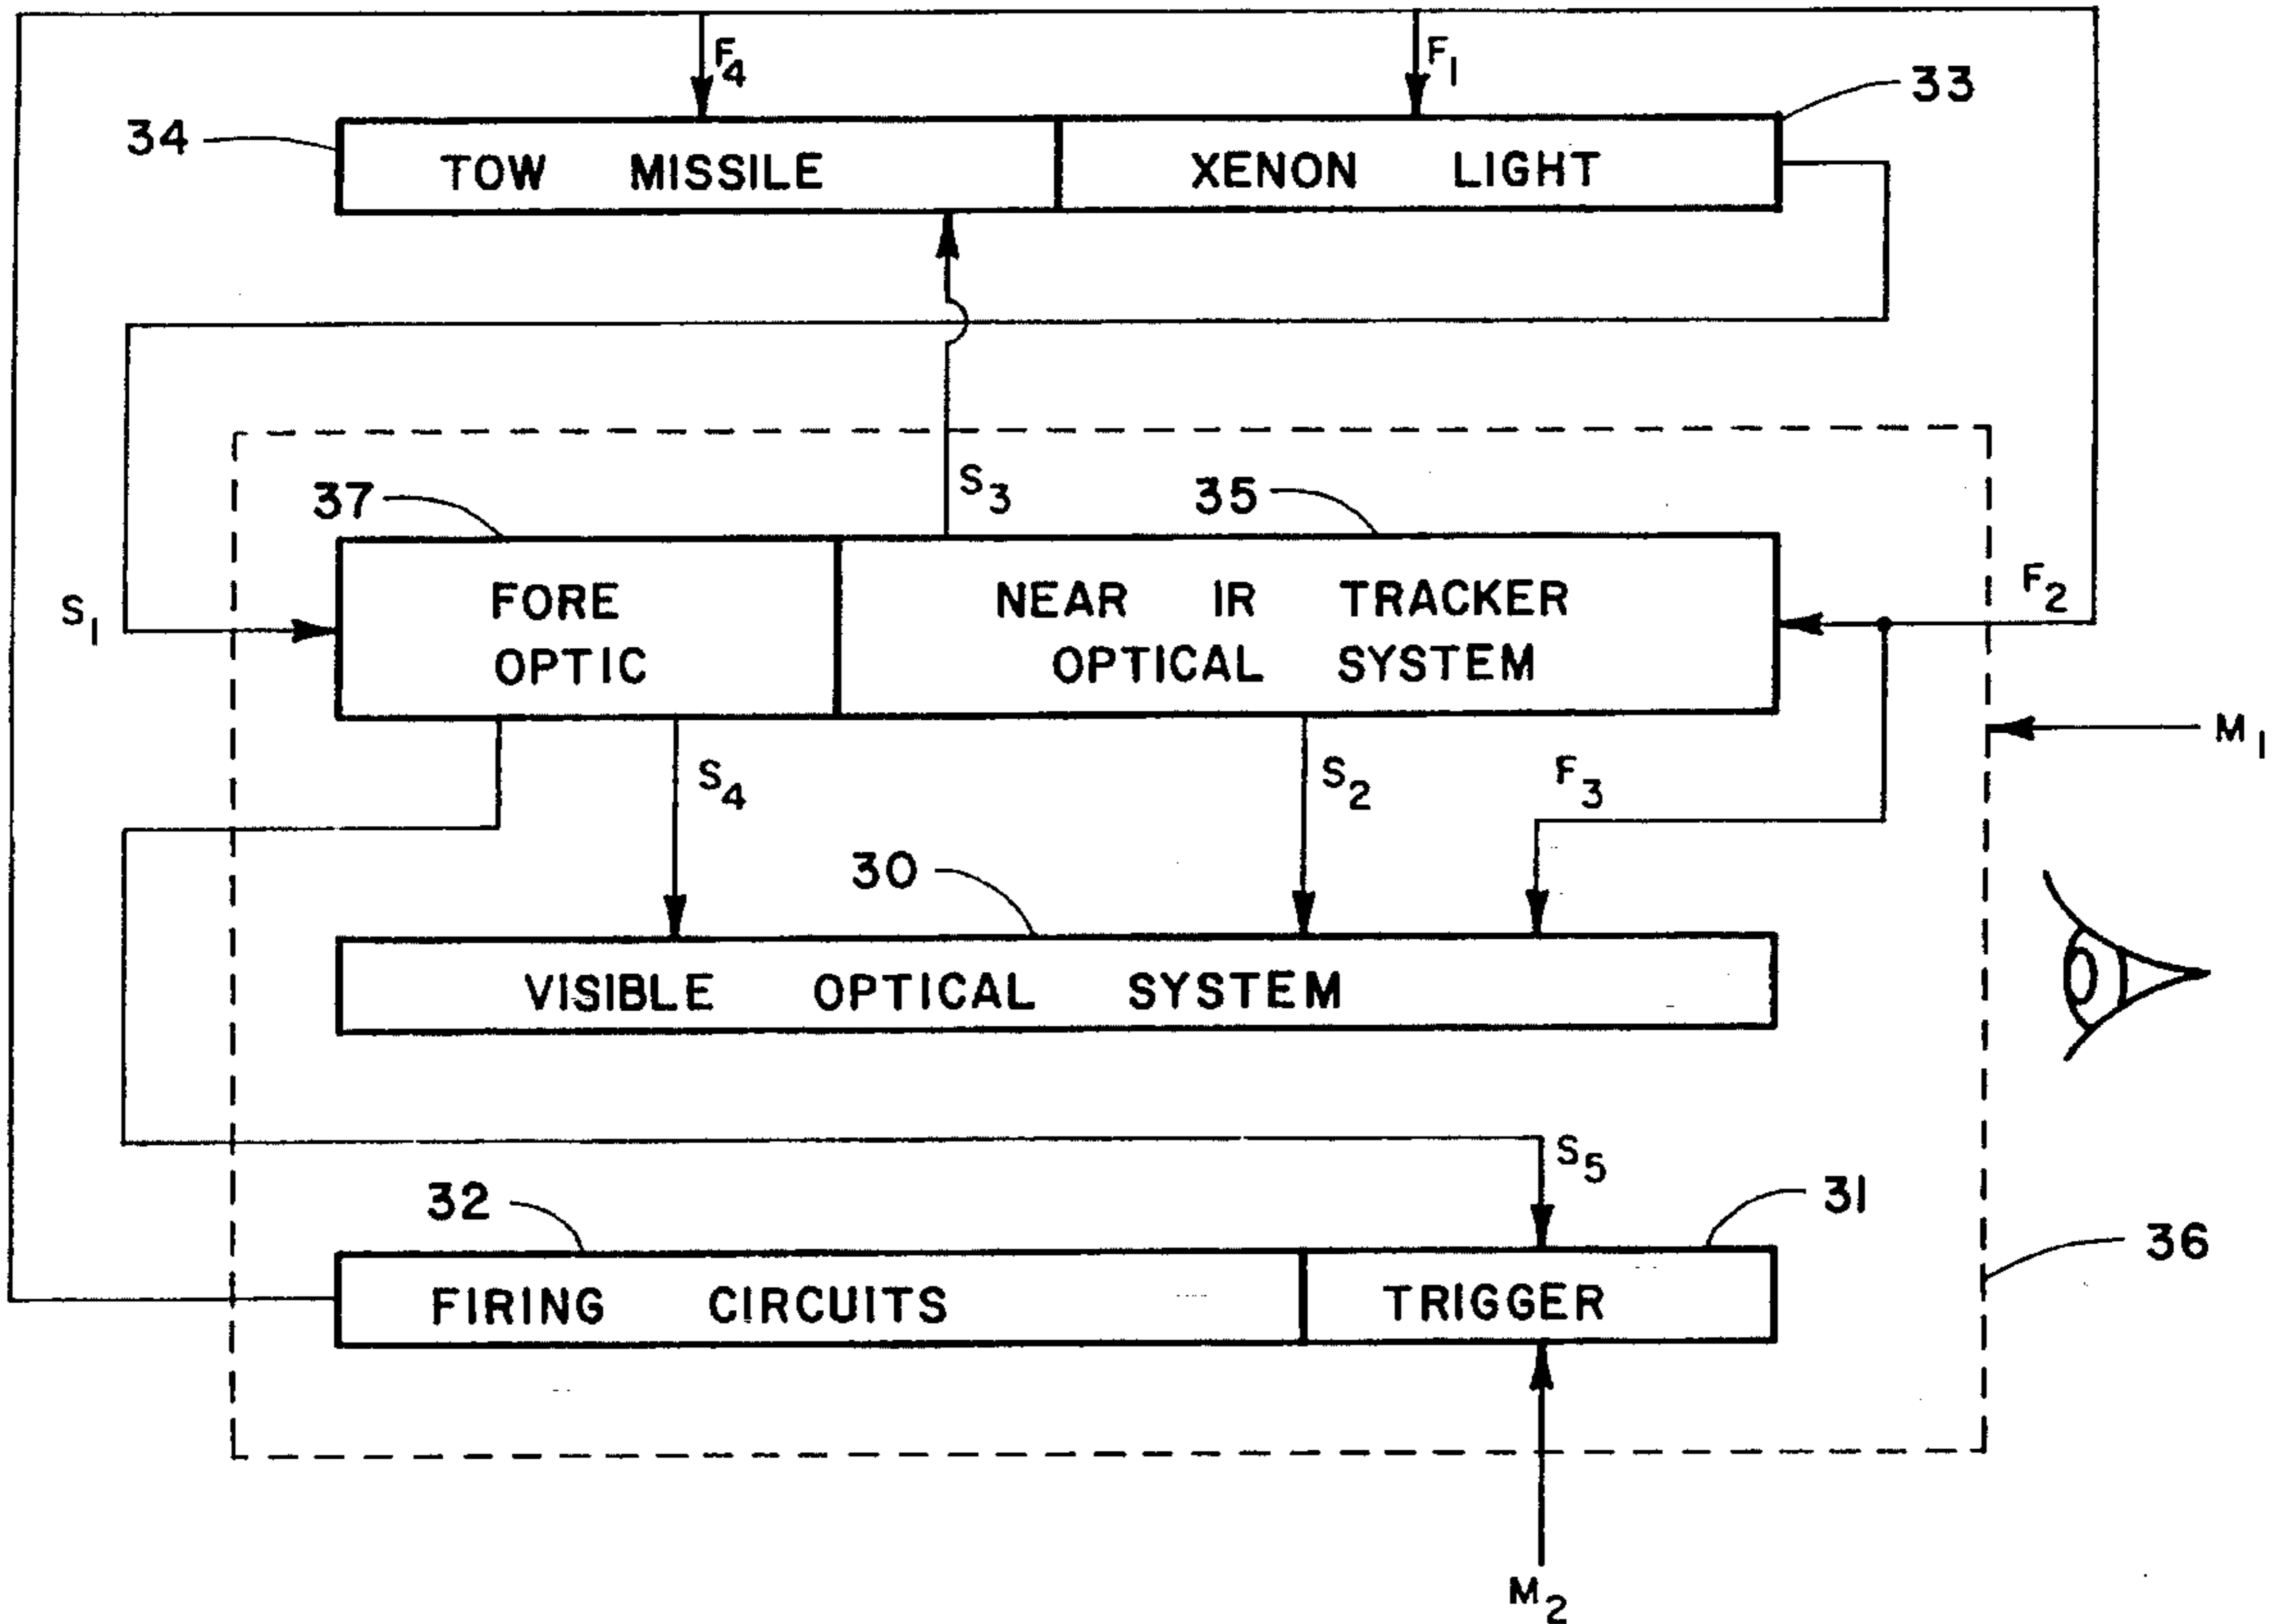 F4
F1
33
34
TOW MISSILE
XENON LIGHT
S3
37
35
FORE
OPTIC
NEAR IR TRACKER
OPTICAL SYSTEM
S1
F2
M1
S4
S2
F3
30
VISIBLE OPTICAL SYSTEM
S5
32
31
FIRING CIRCUITS
TRIGGER
36
M2